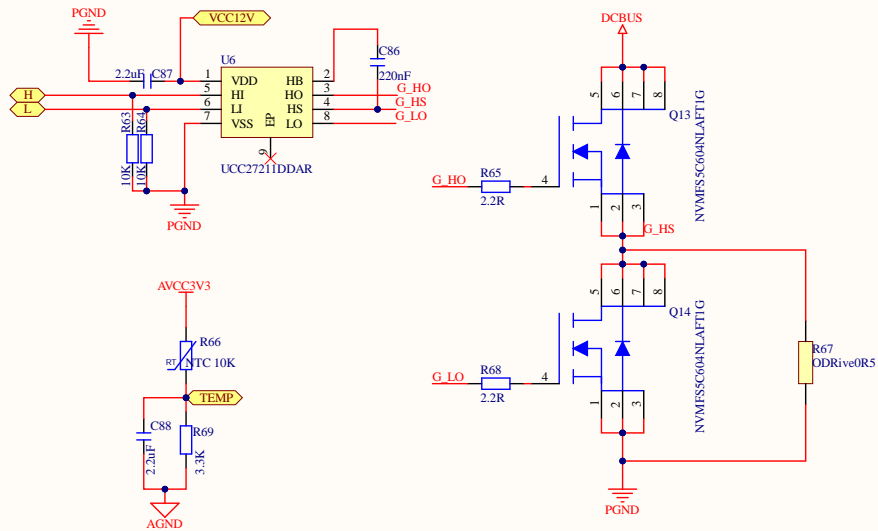 PGND
VCC12V
2.2uF
C87
U6
C86
220nF
1
VDD
HB
2
5
HI
HO
3
G_HO
6
LI
HS
4
G_HS
7
VSS
LO
8
G_LO
EP
9
UCC27211DDAR
H
L
R63
R64
10K
10K
PGND
DCBUS
5
6
7
8
Q13
NVMFS5C604NLAFT1G
G_HO
R65
2.2R
4
1
2
3
G_HS
5
6
7
8
Q14
NVMFS5C604NLAFT1G
G_LO
R68
2.2R
4
1
2
3
R67
ODRive0R5
PGND
AVCC3V3
R66
RT
NTC 10K
TEMP
C88
2.2uF
R69
3.3K
AGND